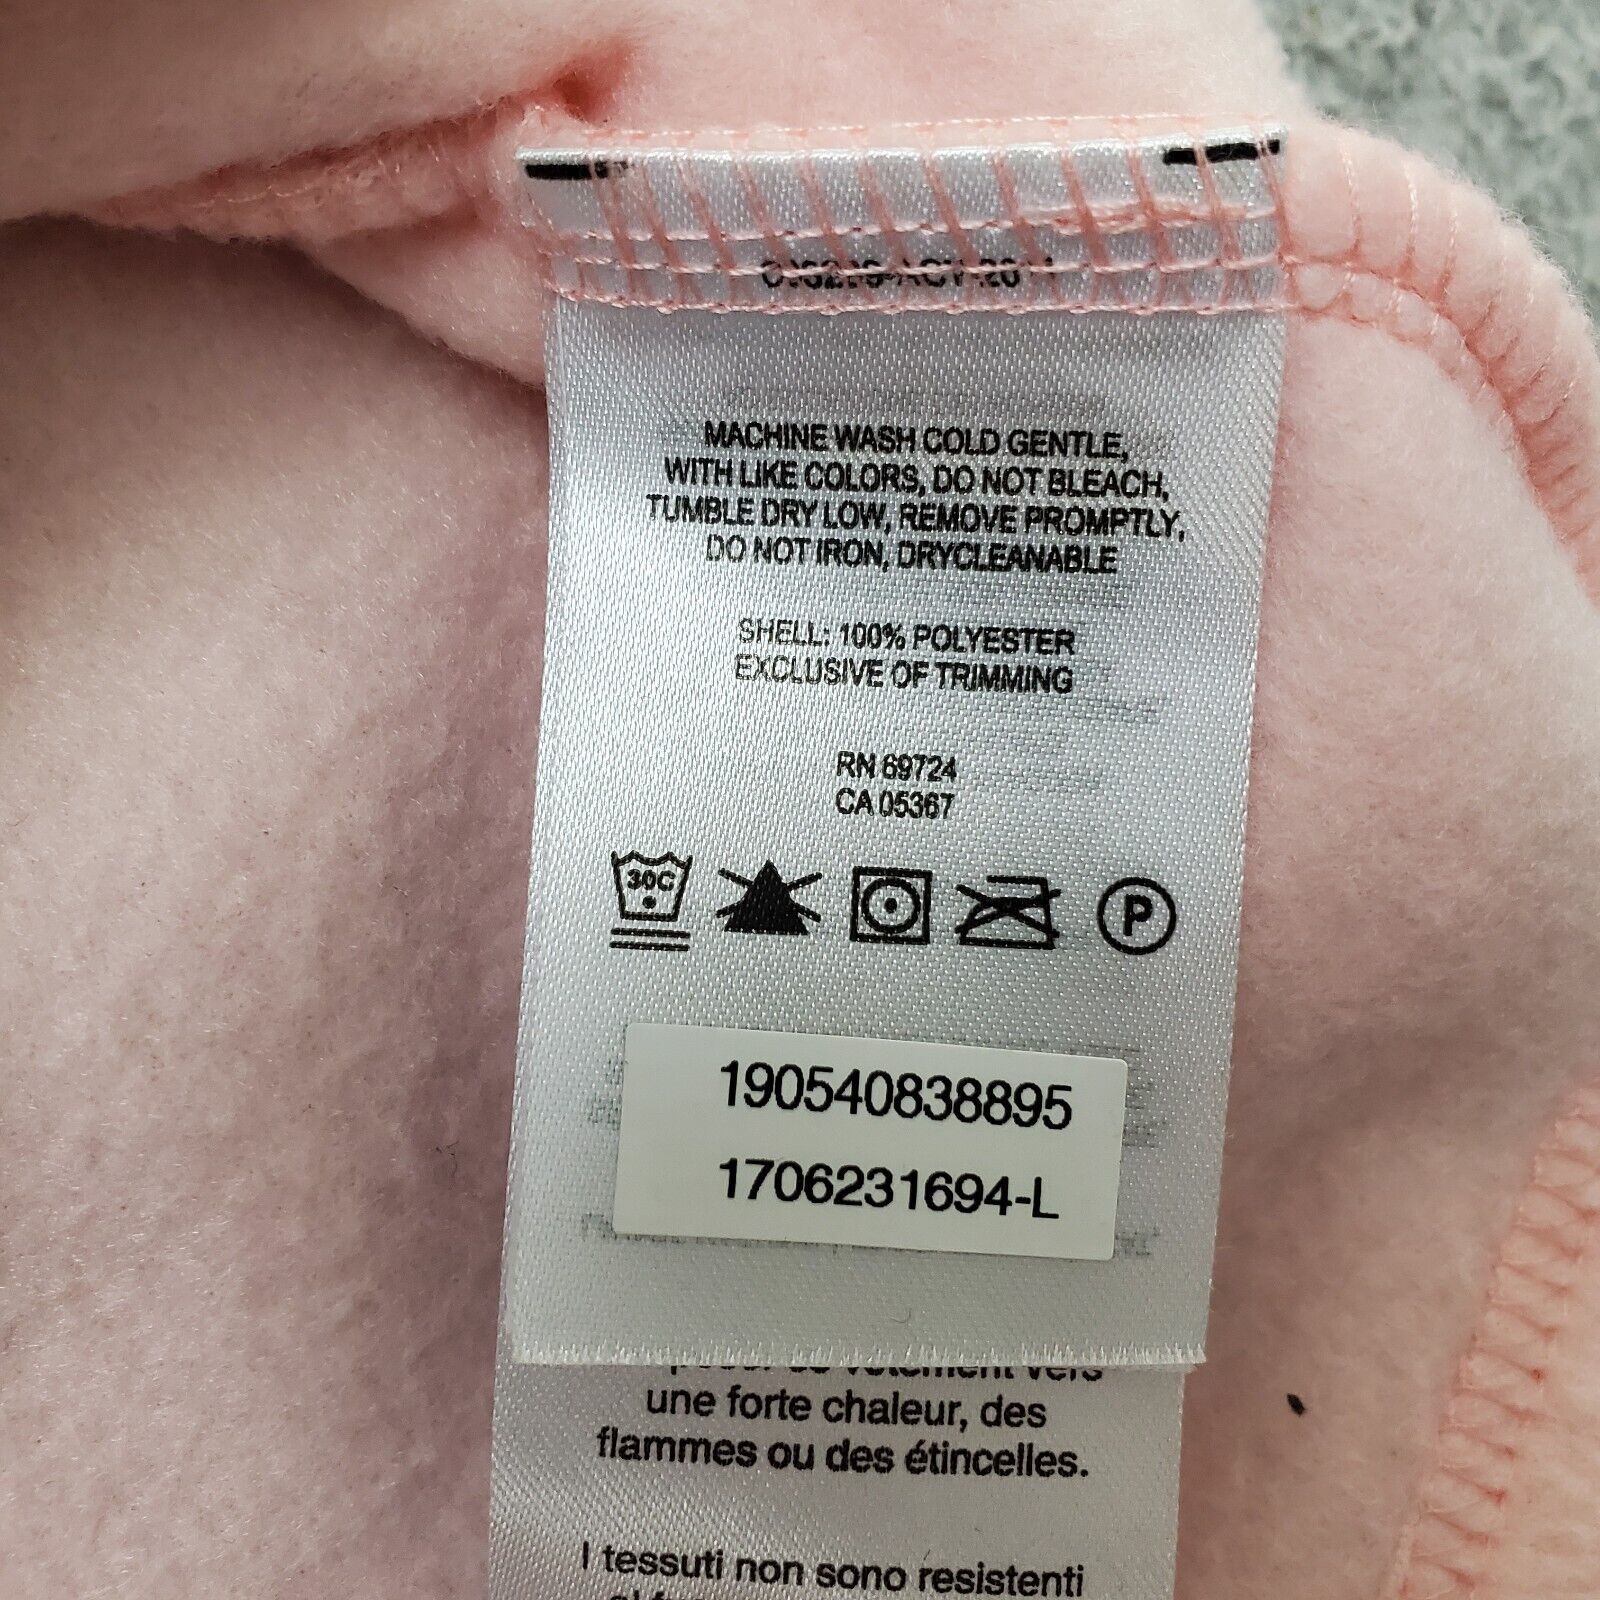 MACHINE WASH COLD GENTLE,
WITH LIKE COLORS, DO NOT BLEACH,
TUMBLE DRY LOW, REMOVE PROMPTLY,
DO NOT IRON, DRYCLEANABLE
SHELL: 100% POLYESTER
EXCLUSIVE OF TRIMMING
RN 69724
CA 05367
30C
P
190540838895
1706231694-L
vêtement vers
une forte chaleur, des
flammes ou des étincelles.
I tessuti non sono resistenti